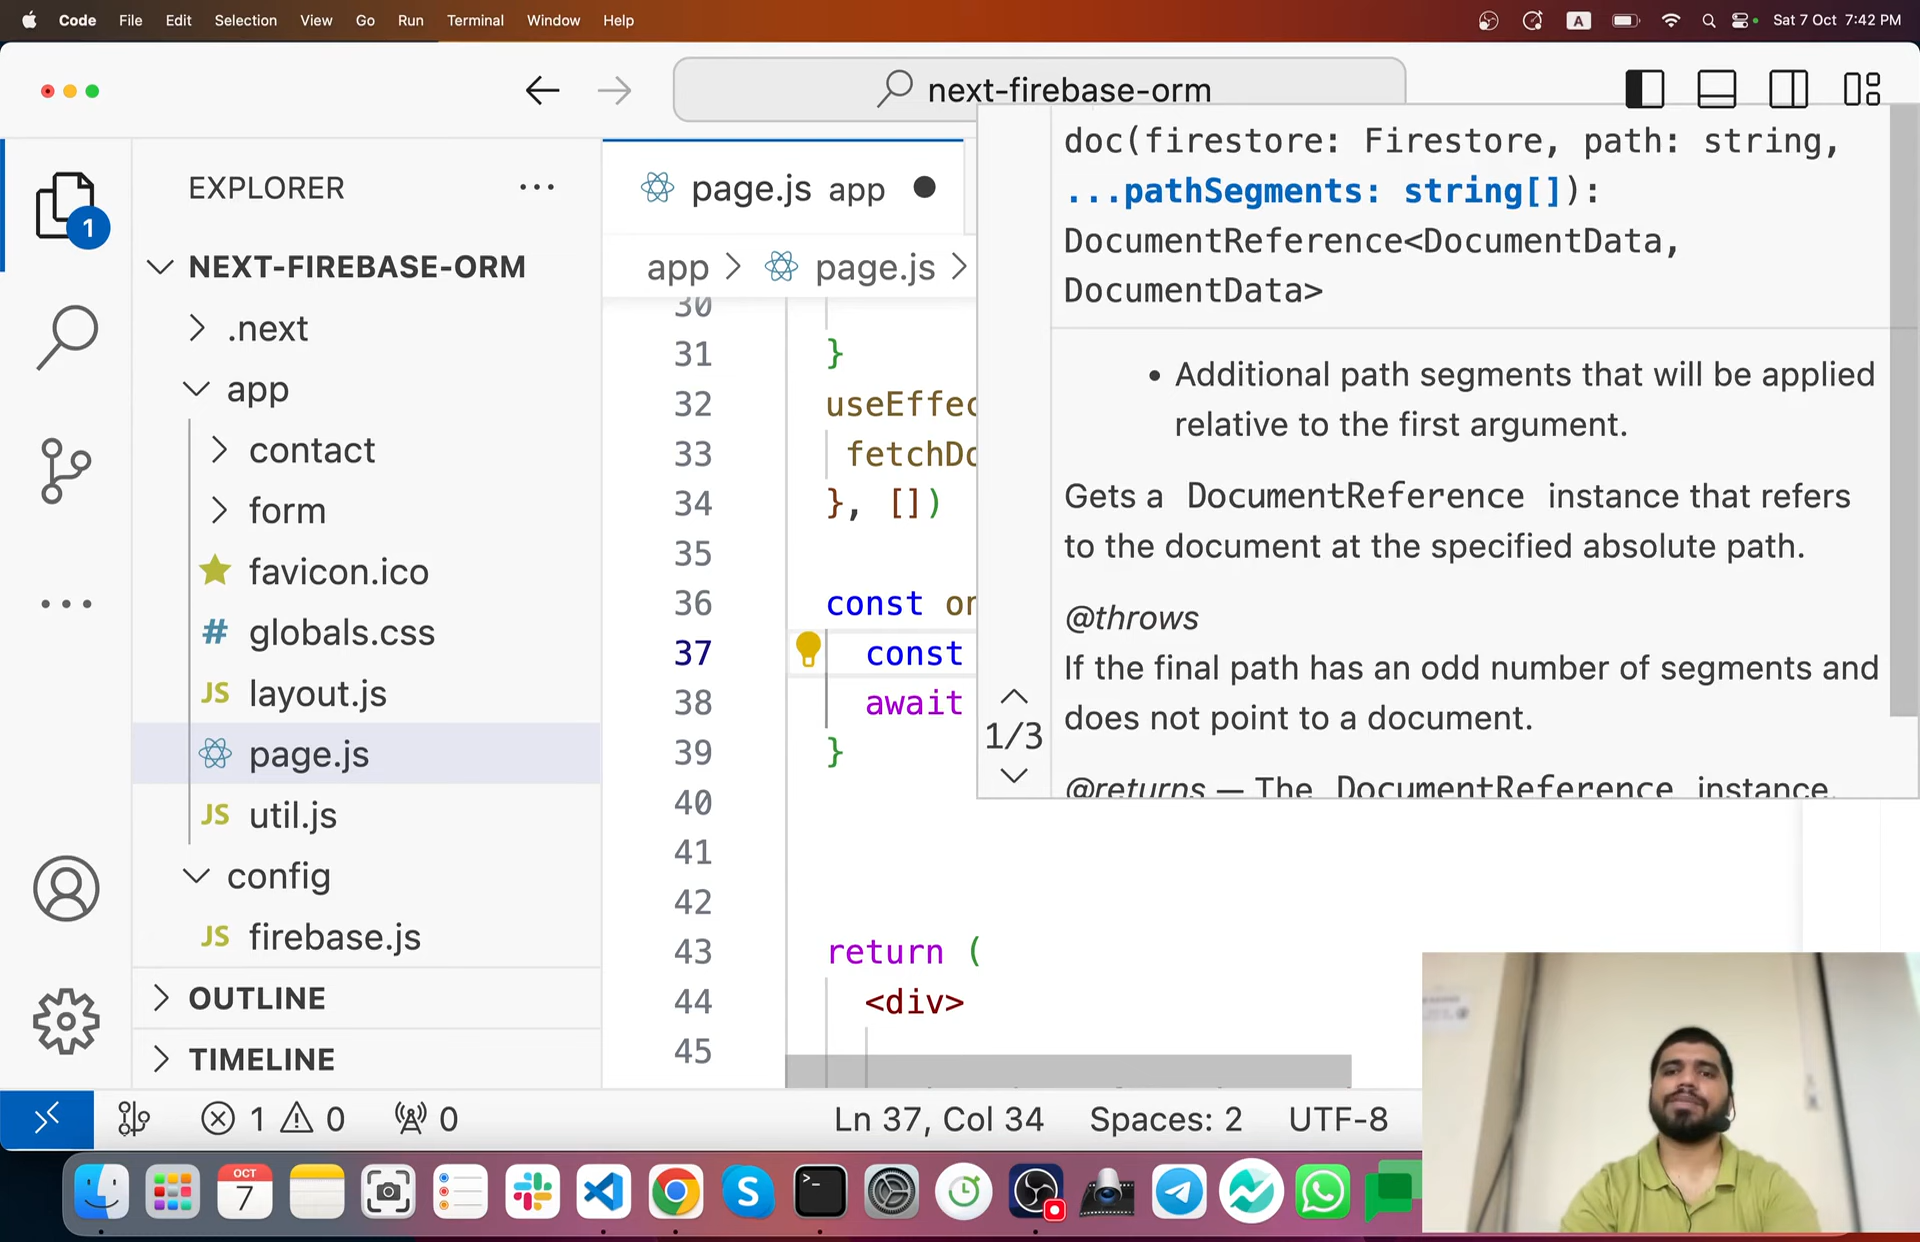 Code File Edit Selection View Go Run Terminal Window Help
A
Sat 7 Oct 7:42 PM
next-firebase-orm
EXPLORER
1
NEXT-FIREBASE-ORM
.next
app
contact
form
favicon.ico
# globals.css
JS layout.js
page.js
JS util.js
config
JS firebase.js
OUTLINE
TIMELINE
page.js app
app > page.js >
30
31 }
32 useEffec
33 fetchDo
34 }, [])
35
36 const on
37 const
38 await
39 }
40
41
42
43 return (
44 <div>
45
doc(firestore: Firestore, path: string,
...pathSegments: string[]):
DocumentReference<DocumentData,
DocumentData>
• Additional path segments that will be applied
relative to the first argument.
Gets a DocumentReference instance that refers
to the document at the specified absolute path.
@throws
If the final path has an odd number of segments and
does not point to a document.
1/3
@returns — The DocumentReference instance.
1 0 0
Ln 37, Col 34 Spaces: 2 UTF-8
OCT
7
S
>_